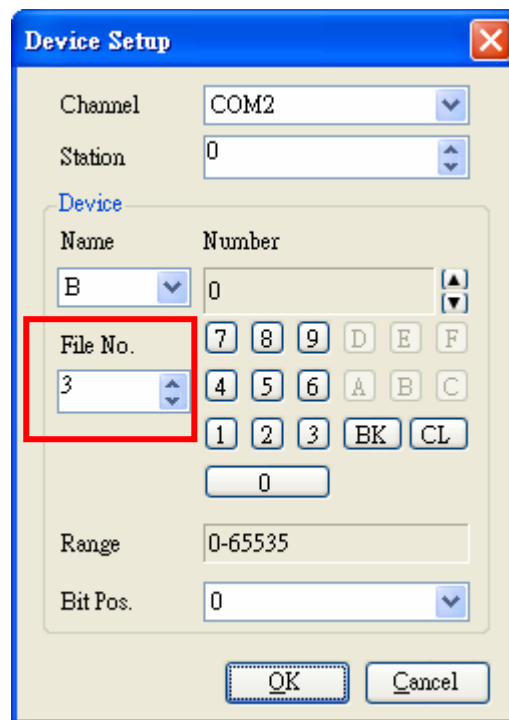 Device Setup
Channel COM2
Station 0
Device
Name Number
B 0
File No. 7 8 9 D E F
3 4 5 6 A B C
1 2 3 BK CL
0
Range 0-65535
Bit Pos. 0
OK Cancel